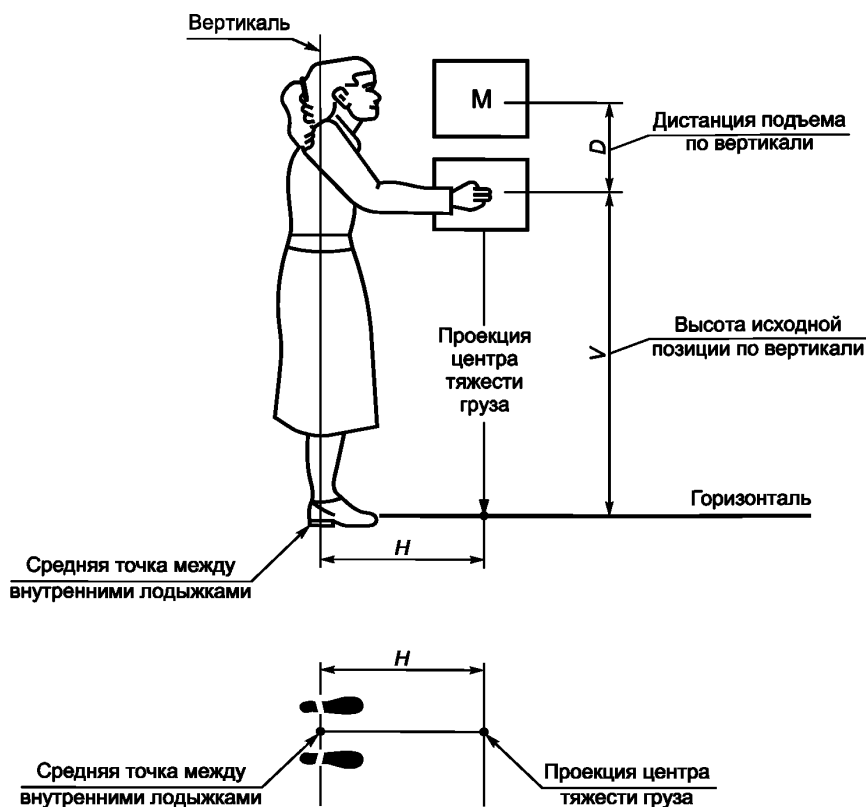 Вертикаль
М
D
Дистанция подъема
по вертикали
Проекция
центра
тяжести
груза
V
Высота исходной
позиции по вертикали
Горизонталь
H
Средняя точка между
внутренними лодыжками
H
Средняя точка между
внутренними лодыжками
Проекция центра
тяжести груза